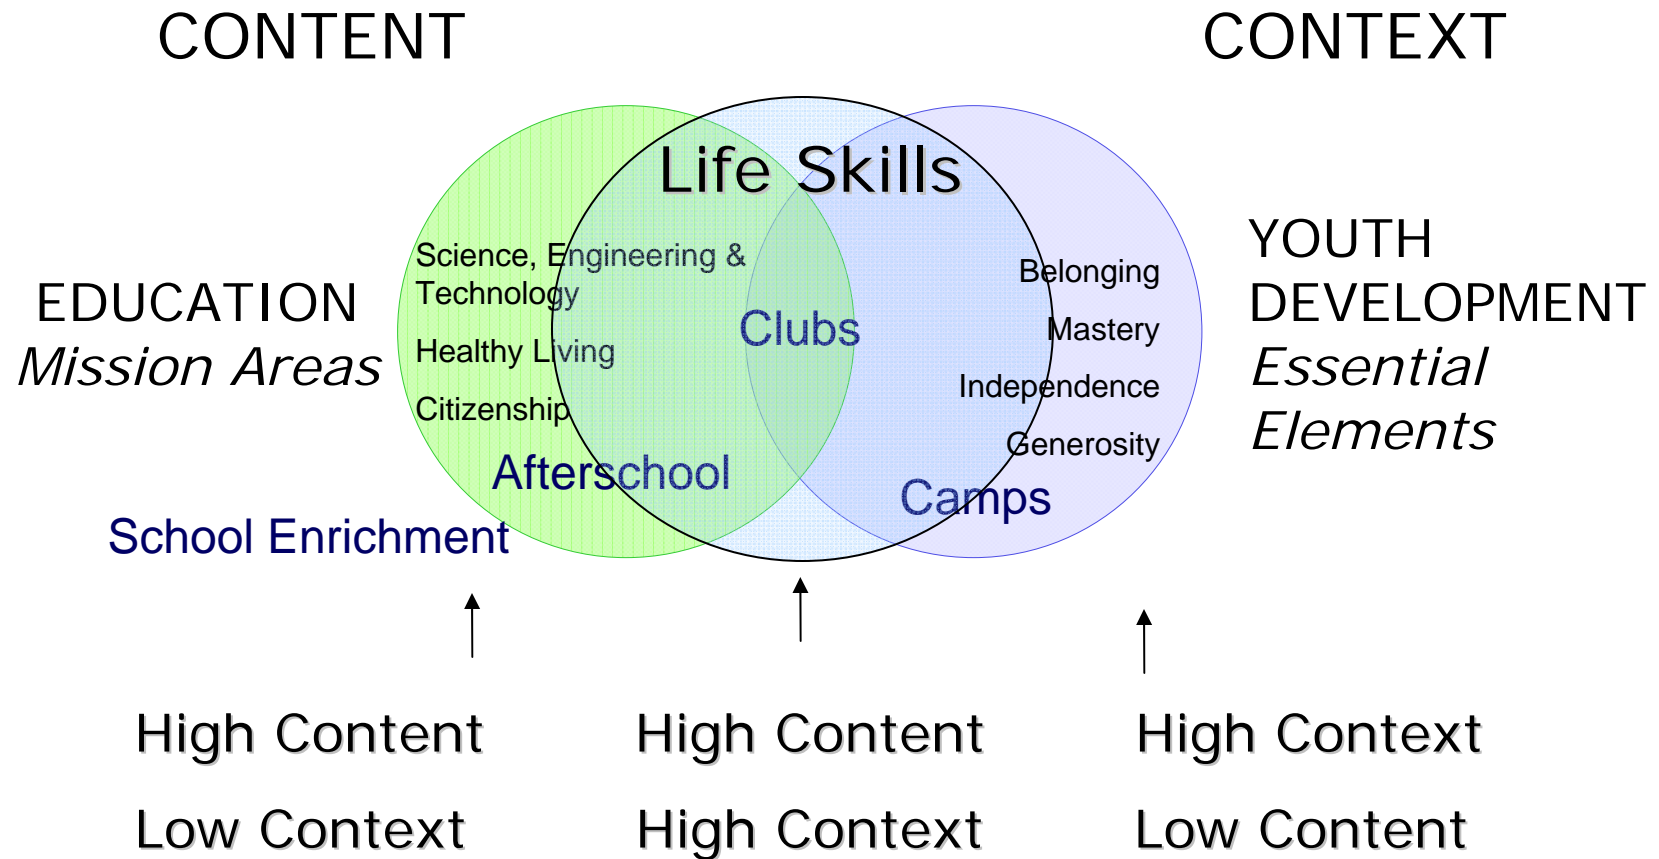 CONTENT
CONTEXT
Life Skills
EDUCATION
Mission Areas
Science, Engineering &
Technology
Healthy Living
Citizenship
Clubs
Belonging
Mastery
Independence
Generosity
YOUTH
DEVELOPMENT
Essential
Elements
Afterschool
Camps
School Enrichment
High Content
Low Context
High Content
High Context
High Context
Low Content